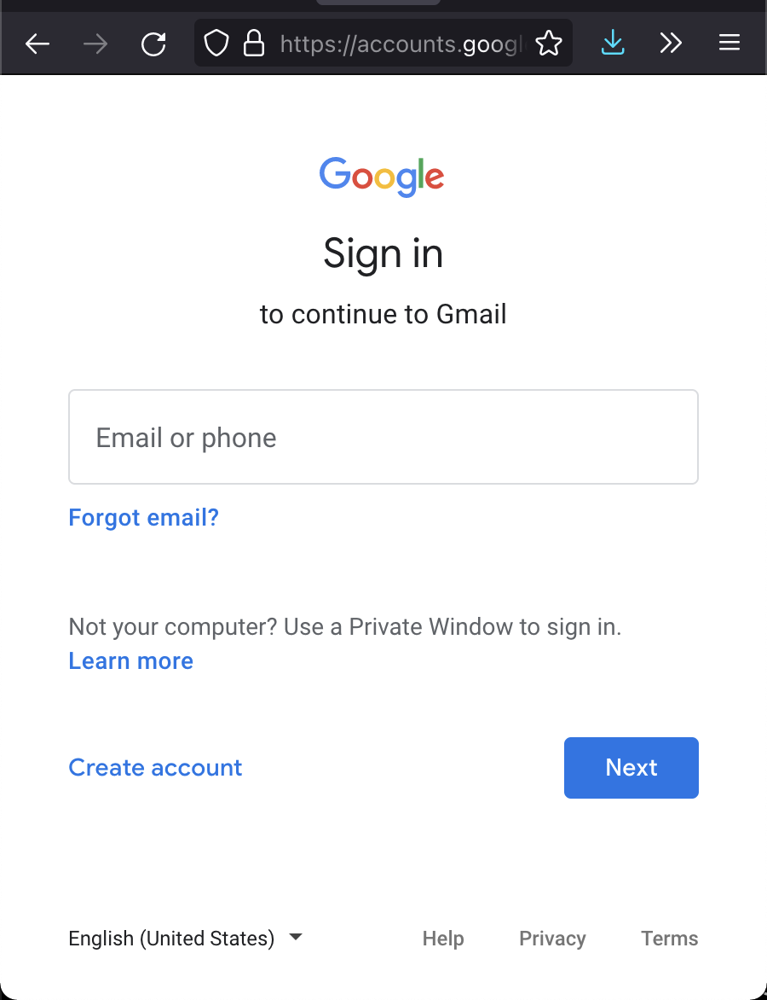 https://accounts.googl
Google
Sign in
to continue to Gmail
Email or phone
Forgot email?
Not your computer? Use a Private Window to sign in.
Learn more
Create account
Next
English (United States)
Help
Privacy
Terms